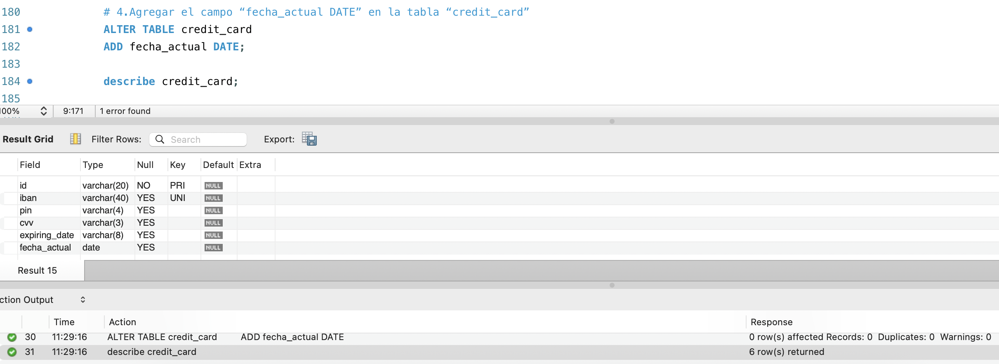 180 # 4.Agregar el campo “fecha_actual DATE” en la tabla “credit_card”
181 ALTER TABLE credit_card
182 ADD fecha_actual DATE;
183
184 describe credit_card;
185
100% 9:171 1 error found
Result Grid Filter Rows: Search Export:
Field Type Null Key Default Extra
id varchar(20) NO PRI NULL
iban varchar(40) YES UNI NULL
pin varchar(4) YES NULL
cvv varchar(3) YES NULL
expiring_date varchar(8) YES NULL
fecha_actual date YES NULL
Result 15
ction Output
Time Action Response
30 11:29:16 ALTER TABLE credit_card ADD fecha_actual DATE 0 row(s) affected Records: 0 Duplicates: 0 Warnings: 0
31 11:29:16 describe credit_card 6 row(s) returned